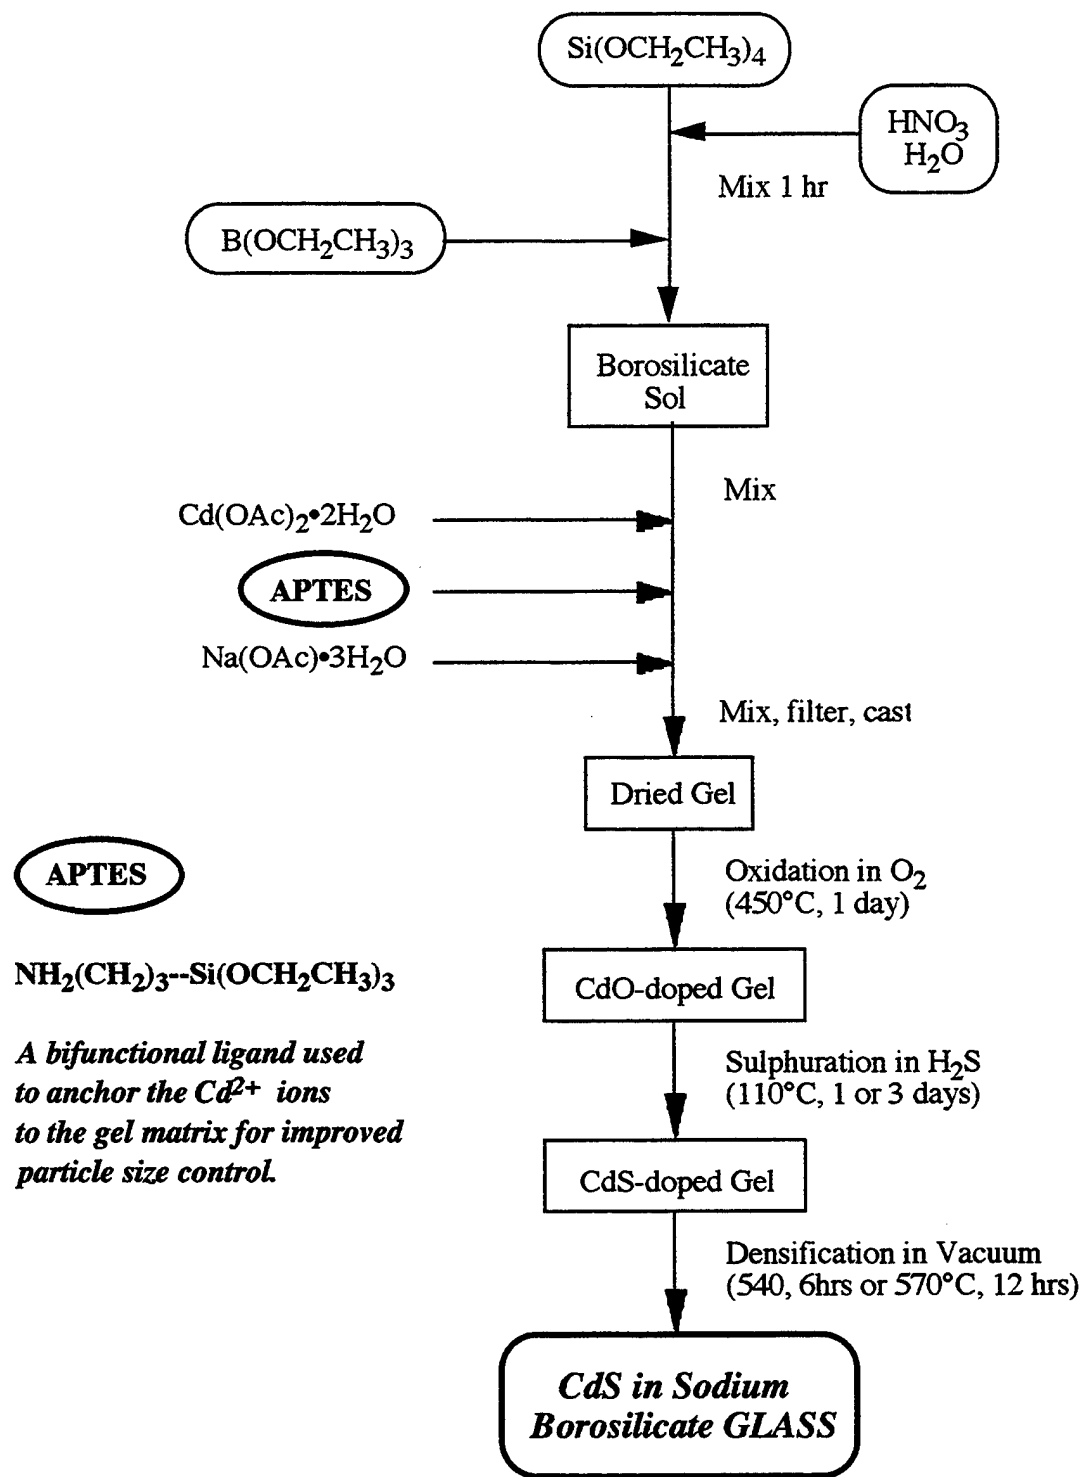 Si(OCH₂CH₃)₄
HNO₃
H₂O
Mix 1 hr
B(OCH₂CH₃)₃
Borosilicate
Sol
Mix
Cd(OAc)₂•2H₂O
APTES
Na(OAc)•3H₂O
Mix, filter, cast
Dried Gel
APTES
Oxidation in O₂
(450°C, 1 day)
NH₂(CH₂)₃--Si(OCH₂CH₃)₃
CdO-doped Gel
A bifunctional ligand used
to anchor the Cd²⁺ ions
to the gel matrix for improved
particle size control.
Sulphuration in H₂S
(110°C, 1 or 3 days)
CdS-doped Gel
Densification in Vacuum
(540, 6hrs or 570°C, 12 hrs)
CdS in Sodium
Borosilicate GLASS